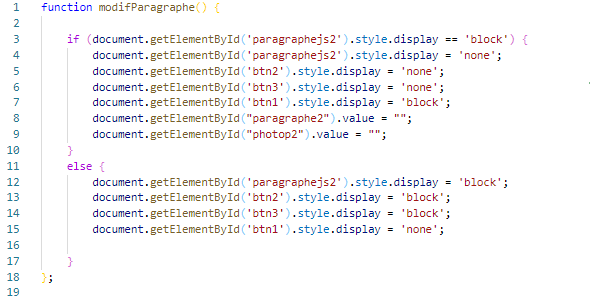 1 function modifParagraphe() {
2
3 if (document.getElementById('paragraphejs2').style.display == 'block') {
4 document.getElementById('paragraphejs2').style.display = 'none';
5 document.getElementById('btn2').style.display = 'none';
6 document.getElementById('btn3').style.display = 'none';
7 document.getElementById('btn1').style.display = 'block';
8 document.getElementById("paragraphe2").value = "";
9 document.getElementById("photop2").value = "";
10 }
11 else {
12 document.getElementById('paragraphejs2').style.display = 'block';
13 document.getElementById('btn2').style.display = 'block';
14 document.getElementById('btn3').style.display = 'block';
15 document.getElementById('btn1').style.display = 'none';
16
17 }
18 };
19